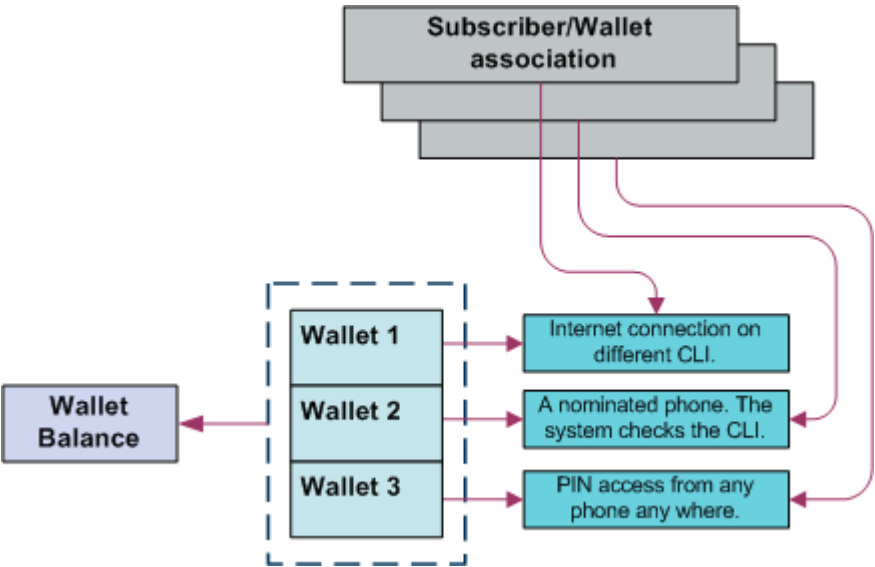 Subscriber/Wallet
association
Wallet 1
Internet connection on
different CLI.
Wallet
Balance
Wallet 2
A nominated phone. The
system checks the CLI.
Wallet 3
PIN access from any
phone any where.